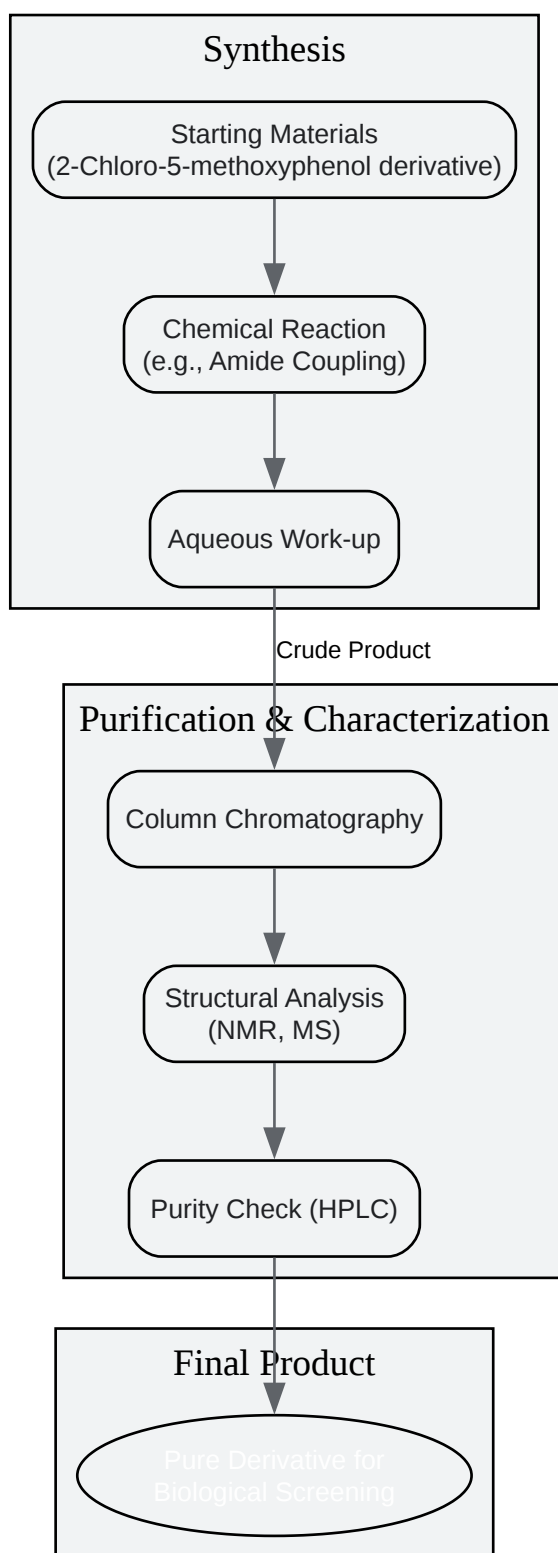 Synthesis
Starting Materials
(2-Chloro-5-methoxyphenol derivative)
Chemical Reaction
(e.g., Amide Coupling)
Aqueous Work-up
Crude Product
Purification & Characterization
Column Chromatography
Structural Analysis
(NMR, MS)
Purity Check (HPLC)
Final Product
Pure Derivative for
Biological Screening